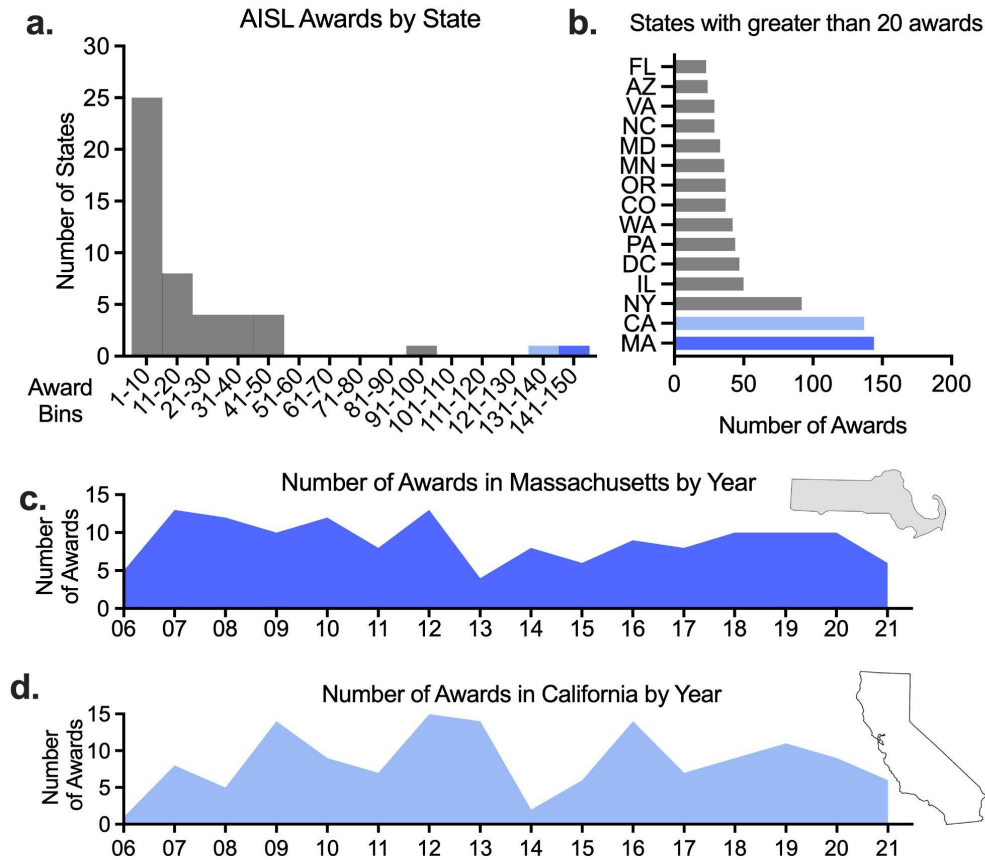 a.
AISL Awards by State
Number of States
30
25
20
15
10
5
0
Award
Bins
1-10
11-20
21-30
31-40
41-50
51-60
61-70
71-80
81-90
91-100
101-110
111-120
121-130
131-140
141-150
b.
States with greater than 20 awards
FL
AZ
VA
NC
MD
MN
OR
CO
WA
PA
DC
IL
NY
CA
MA
0 50 100 150 200
Number of Awards
c.
Number of Awards in Massachusetts by Year
Number
of Awards
15
10
5
0
06 07 08 09 10 11 12 13 14 15 16 17 18 19 20 21
d.
Number of Awards in California by Year
Number
of Awards
15
10
5
0
06 07 08 09 10 11 12 13 14 15 16 17 18 19 20 21